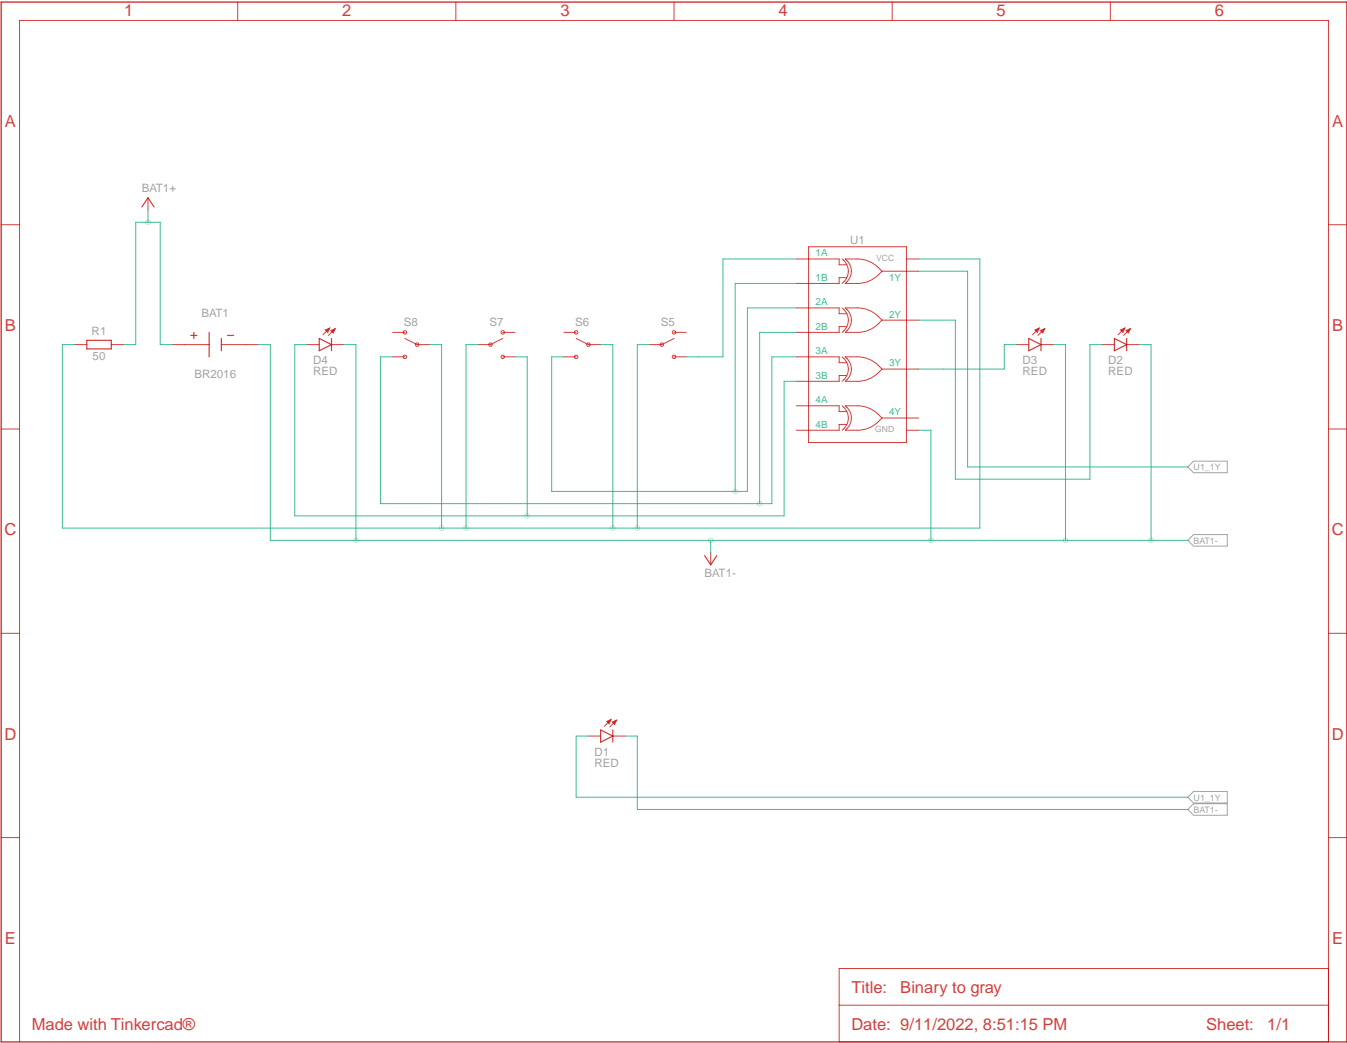 1 2 3 4 5 6
A A
BAT1+
U1
1A VCC
1B 1Y
BAT1
2A
S8 S7 S6 S5
2Y
B R1 + - 2B B
50
3A
D4 D3 D2
3Y
RED RED RED
BR2016
3B
4A
4Y
4B GND
U1_1Y
C C
BAT1-
BAT1-
D D
D1
RED
U1_1Y
BAT1-
E E
Title: Binary to gray
Made with Tinkercad®
Date: 9/11/2022, 8:51:15 PM Sheet: 1/1